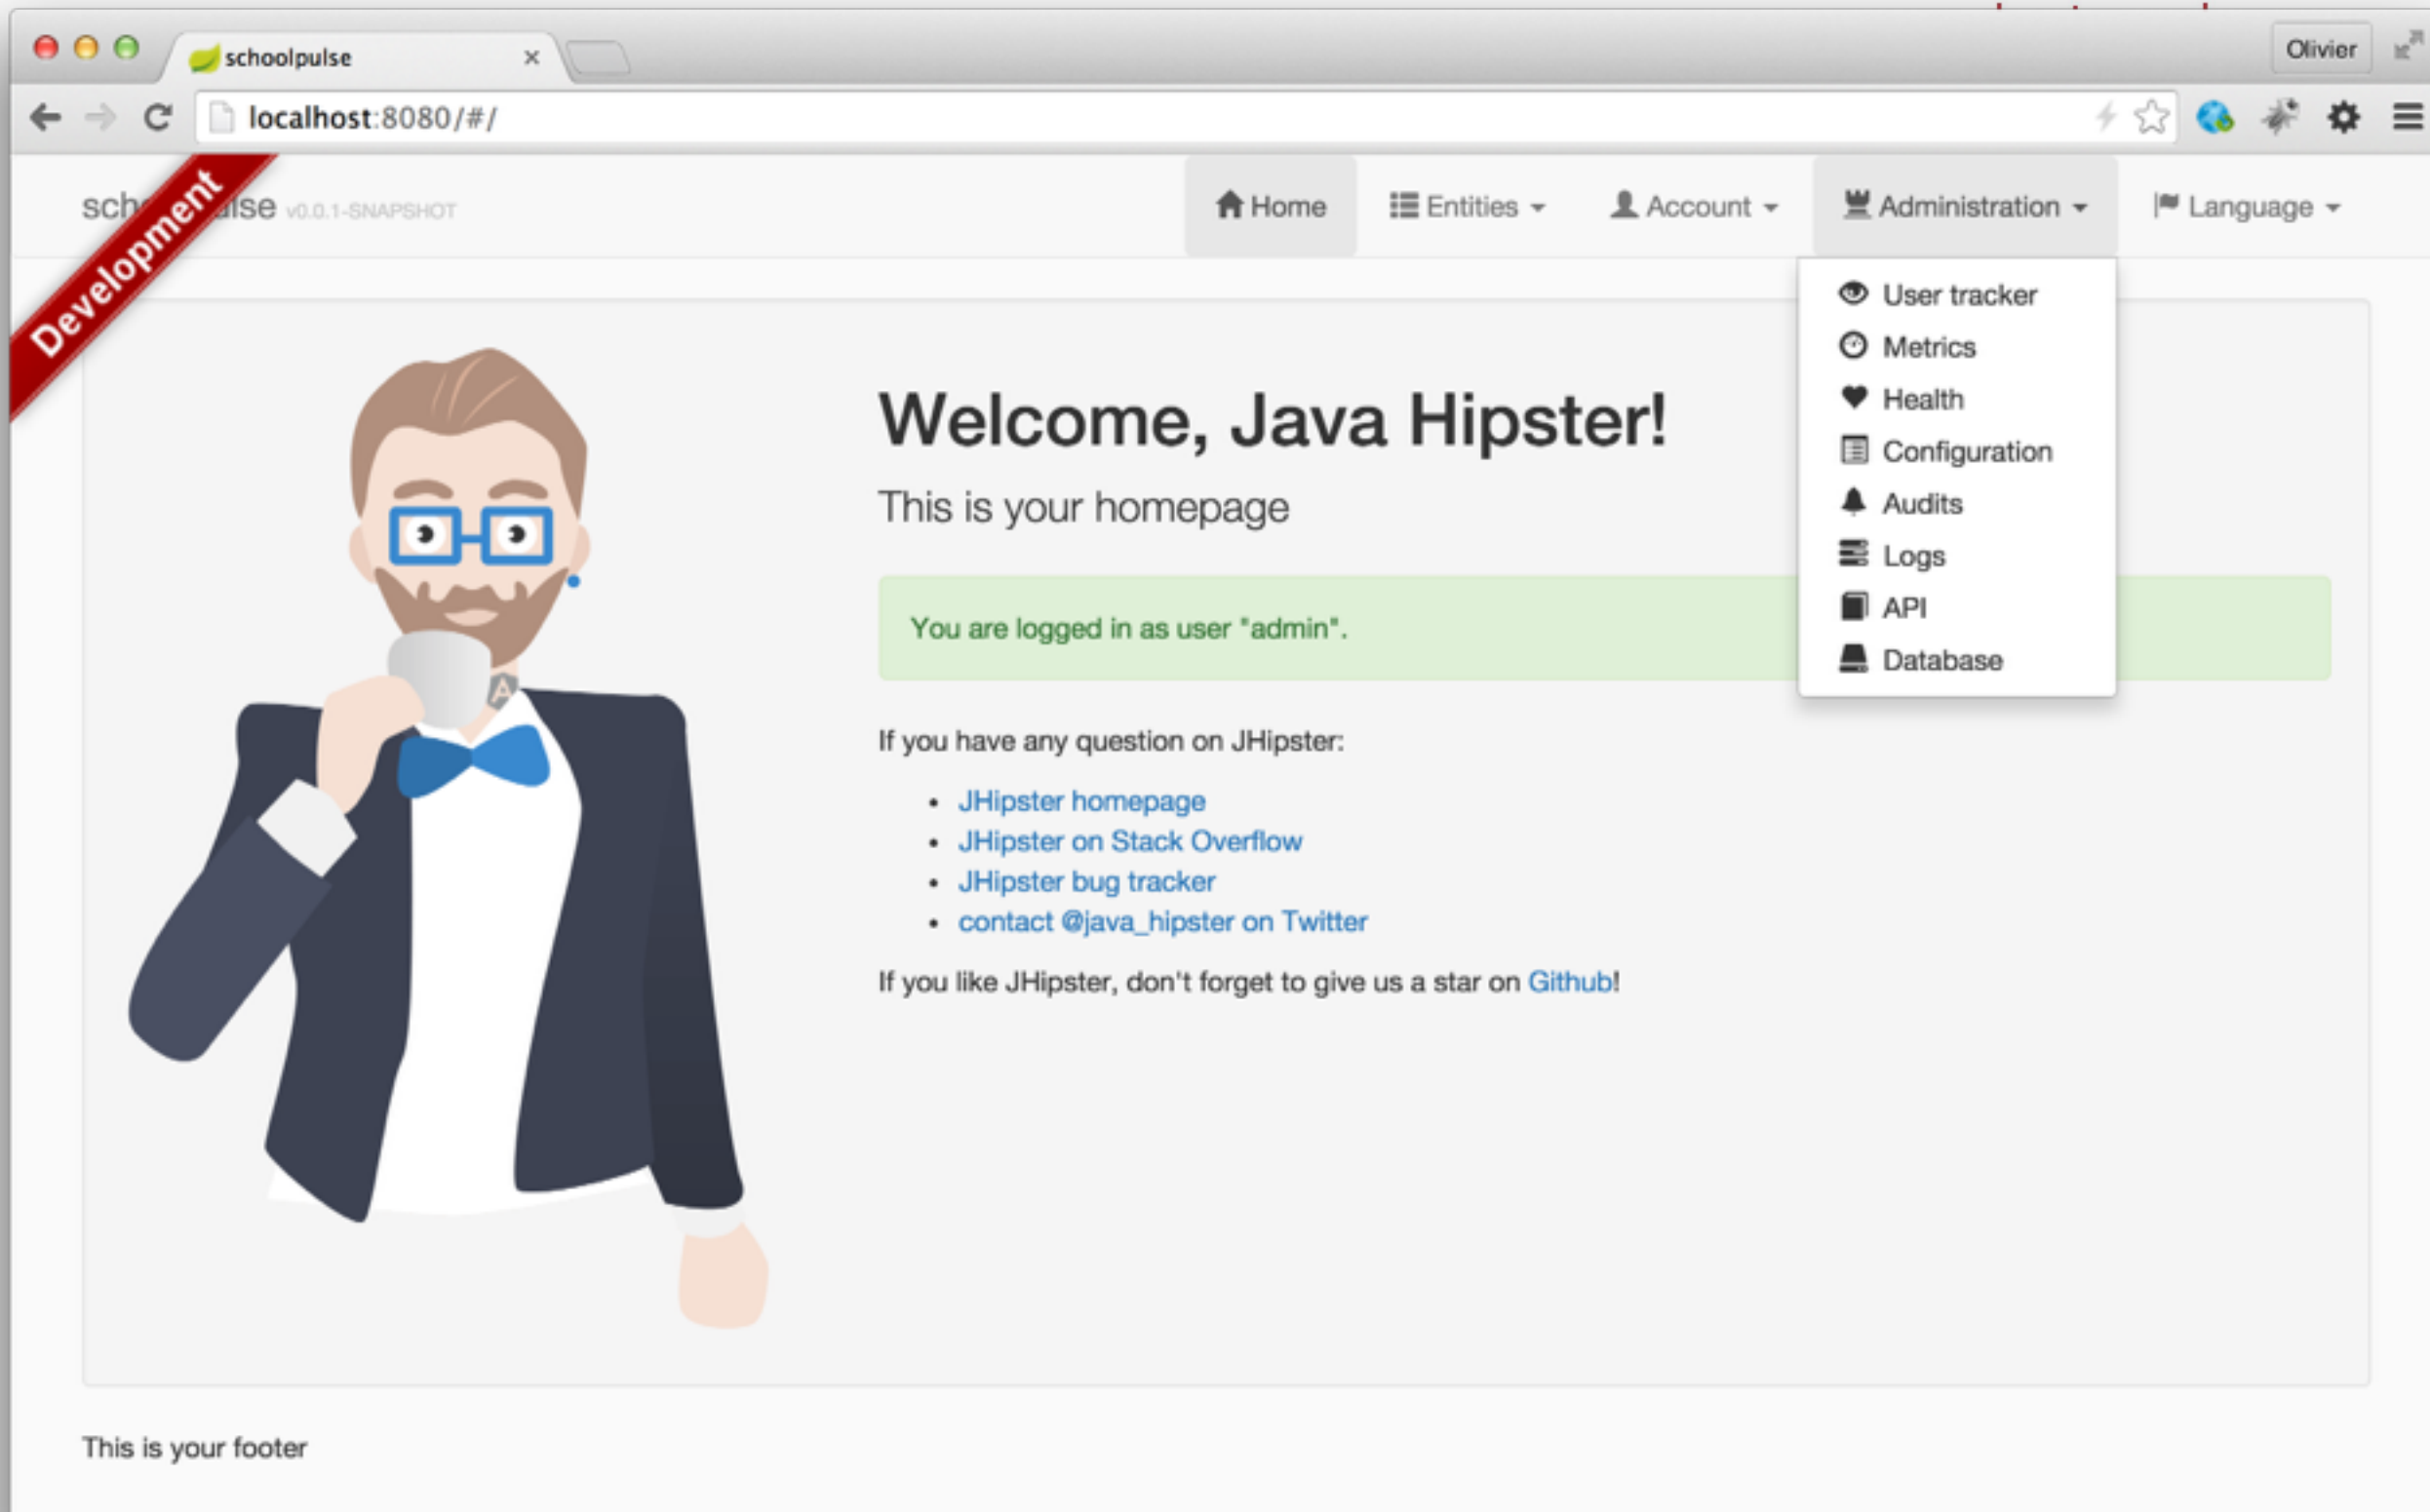 schoolpulse
Olivier
localhost:8080/#/
Development
v0.0.1-SNAPSHOT
Home
Entities
Account
Administration
Language
User tracker
Metrics
Health
Configuration
Audits
Logs
API
Database
Welcome, Java Hipster!
This is your homepage
You are logged in as user "admin".
If you have any question on JHipster:
• JHipster homepage
• JHipster on Stack Overflow
• JHipster bug tracker
• contact @java_hipster on Twitter
If you like JHipster, don't forget to give us a star on Github!
This is your footer